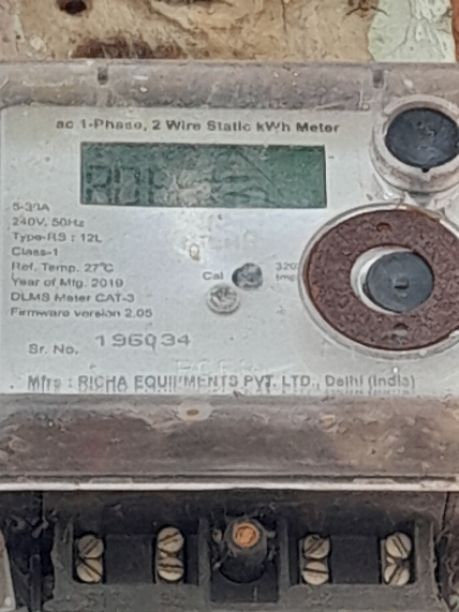 ac 1-Phase, 2 Wire Static kWh Meter
5-30A
240V, 50Hz
Type-RS : 12L
Class-1
Ref. Temp. 27°C
Year of Mfg. 2019
DLMS Meter CAT-3
Firmware version 2.05
Cal
320
Sr. No. 196034
Mfrs : RICHA EQUIPMENTS PVT. LTD., Delhi (India)